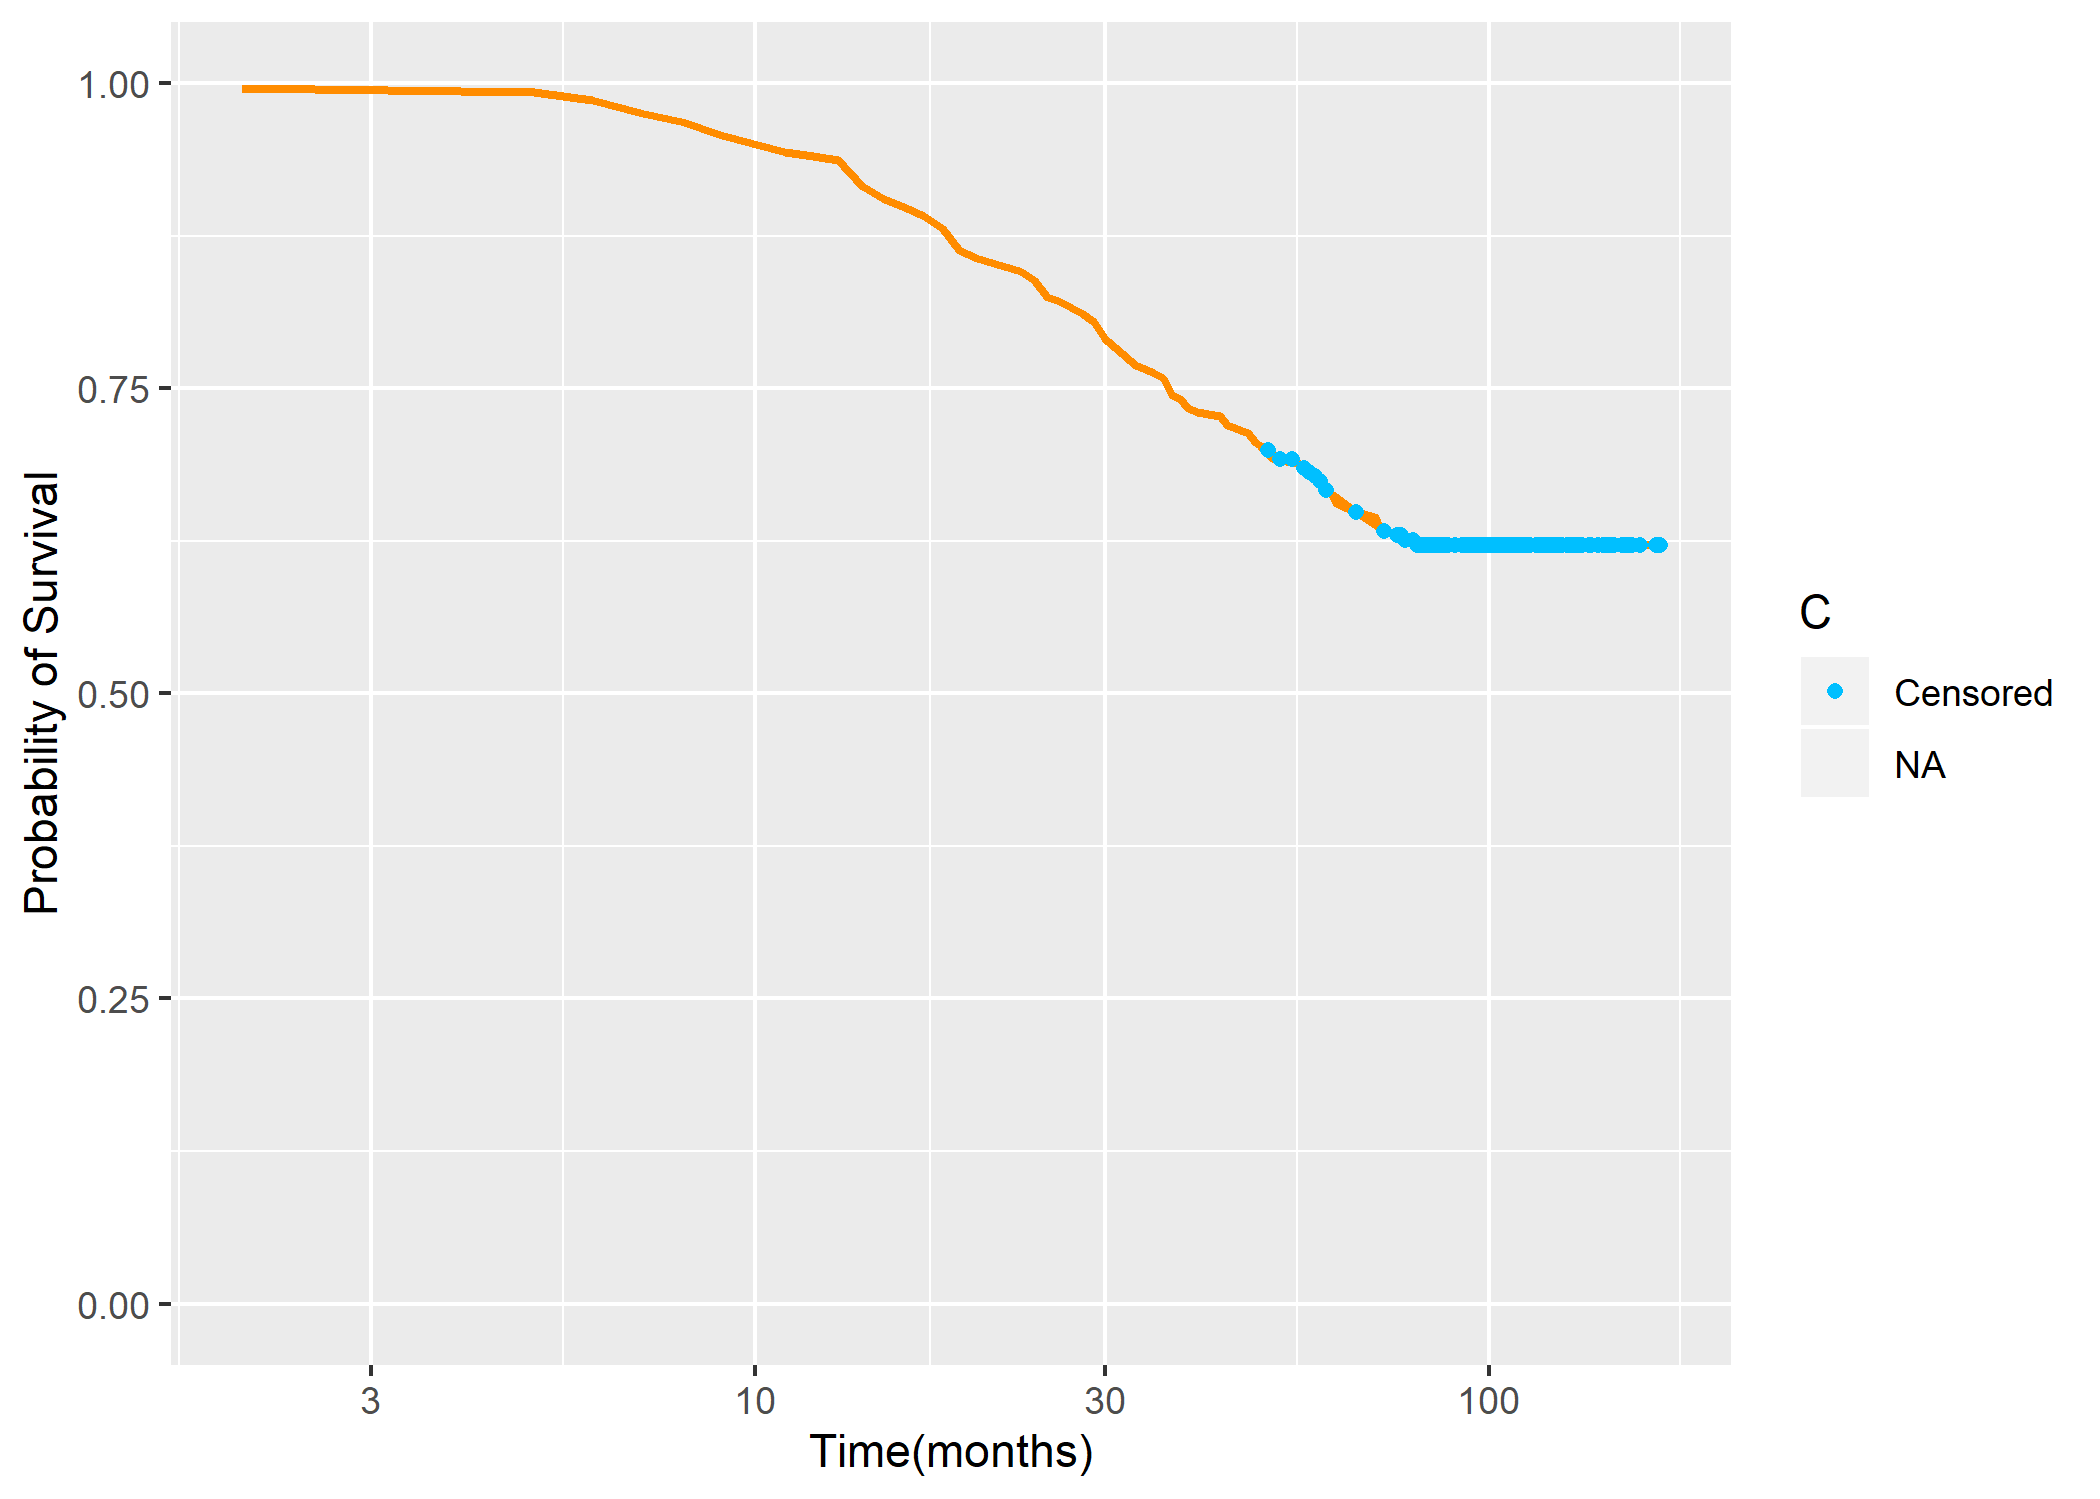 Probability of Survival
1.00
0.75
0.50
0.25
0.00
3 10 30 100
Time(months)
C
Censored
NA